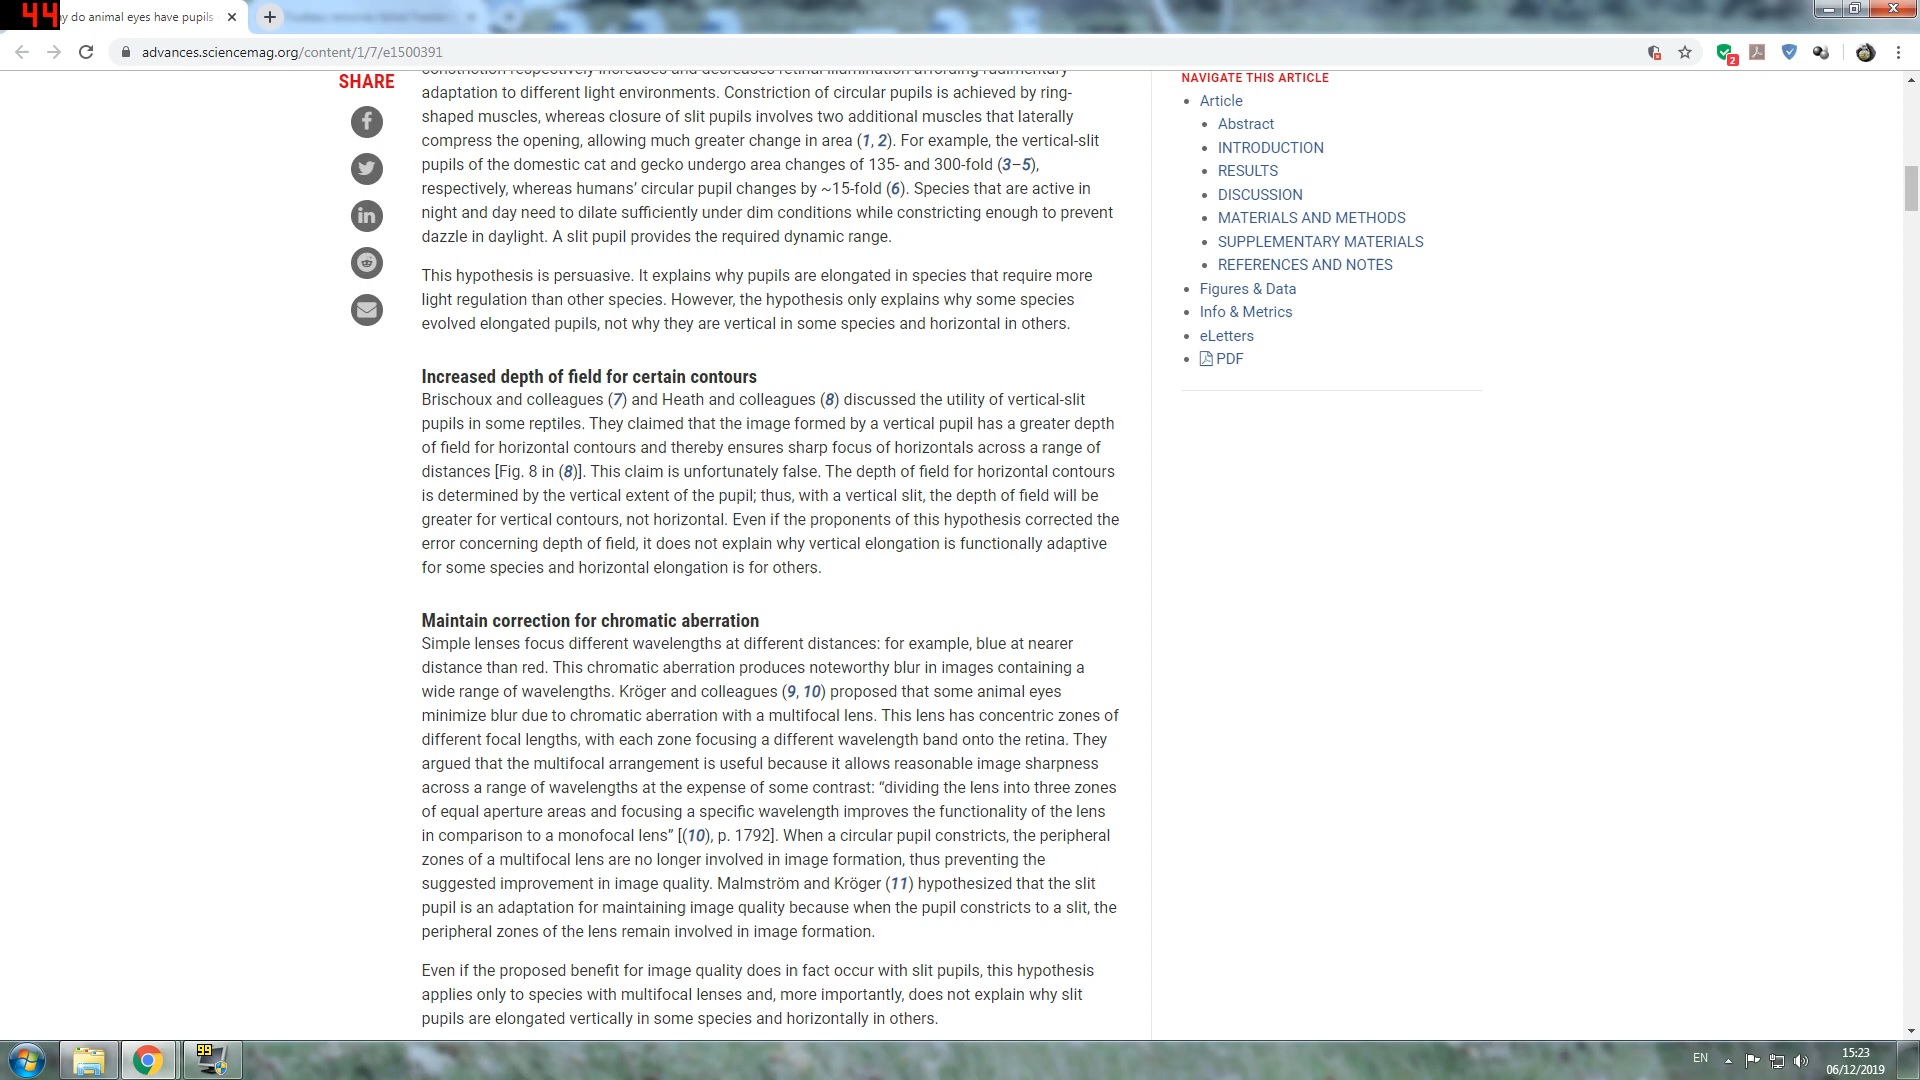 44
y do animal eyes have pupils
advances.sciencemag.org/content/1/7/e1500391
2
SHARE
constriction respectively increases and decreases retinal illumination affording rudimentary
adaptation to different light environments. Constriction of circular pupils is achieved by ring-
shaped muscles, whereas closure of slit pupils involves two additional muscles that laterally
compress the opening, allowing much greater change in area (1, 2). For example, the vertical-slit
pupils of the domestic cat and gecko undergo area changes of 135- and 300-fold (3–5),
respectively, whereas humans’ circular pupil changes by ~15-fold (6). Species that are active in
night and day need to dilate sufficiently under dim conditions while constricting enough to prevent
dazzle in daylight. A slit pupil provides the required dynamic range.
This hypothesis is persuasive. It explains why pupils are elongated in species that require more
light regulation than other species. However, the hypothesis only explains why some species
evolved elongated pupils, not why they are vertical in some species and horizontal in others.
Increased depth of field for certain contours
Brischoux and colleagues (7) and Heath and colleagues (8) discussed the utility of vertical-slit
pupils in some reptiles. They claimed that the image formed by a vertical pupil has a greater depth
of field for horizontal contours and thereby ensures sharp focus of horizontals across a range of
distances [Fig. 8 in (8)]. This claim is unfortunately false. The depth of field for horizontal contours
is determined by the vertical extent of the pupil; thus, with a vertical slit, the depth of field will be
greater for vertical contours, not horizontal. Even if the proponents of this hypothesis corrected the
error concerning depth of field, it does not explain why vertical elongation is functionally adaptive
for some species and horizontal elongation is for others.
Maintain correction for chromatic aberration
Simple lenses focus different wavelengths at different distances: for example, blue at nearer
distance than red. This chromatic aberration produces noteworthy blur in images containing a
wide range of wavelengths. Kröger and colleagues (9, 10) proposed that some animal eyes
minimize blur due to chromatic aberration with a multifocal lens. This lens has concentric zones of
different focal lengths, with each zone focusing a different wavelength band onto the retina. They
argued that the multifocal arrangement is useful because it allows reasonable image sharpness
across a range of wavelengths at the expense of some contrast: “dividing the lens into three zones
of equal aperture areas and focusing a specific wavelength improves the functionality of the lens
in comparison to a monofocal lens” [(10), p. 1792]. When a circular pupil constricts, the peripheral
zones of a multifocal lens are no longer involved in image formation, thus preventing the
suggested improvement in image quality. Malmström and Kröger (11) hypothesized that the slit
pupil is an adaptation for maintaining image quality because when the pupil constricts to a slit, the
peripheral zones of the lens remain involved in image formation.
Even if the proposed benefit for image quality does in fact occur with slit pupils, this hypothesis
applies only to species with multifocal lenses and, more importantly, does not explain why slit
pupils are elongated vertically in some species and horizontally in others.
NAVIGATE THIS ARTICLE
Article
Abstract
INTRODUCTION
RESULTS
DISCUSSION
MATERIALS AND METHODS
SUPPLEMENTARY MATERIALS
REFERENCES AND NOTES
Figures & Data
Info & Metrics
eLetters
PDF
99
EN
15:23
06/12/2019